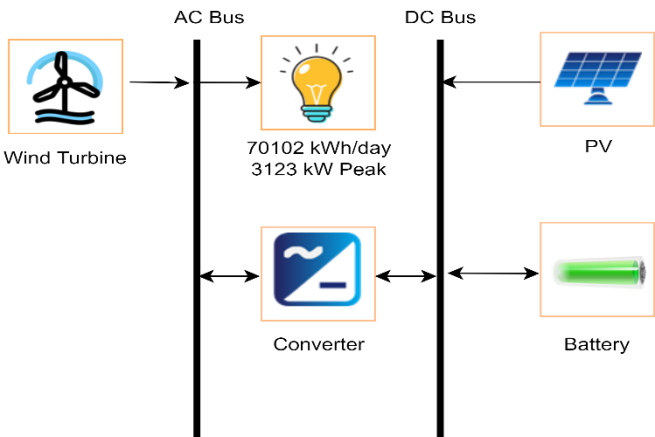 AC Bus
DC Bus
Wind Turbine
70102 kWh/day
3123 kW Peak
PV
Converter
Battery